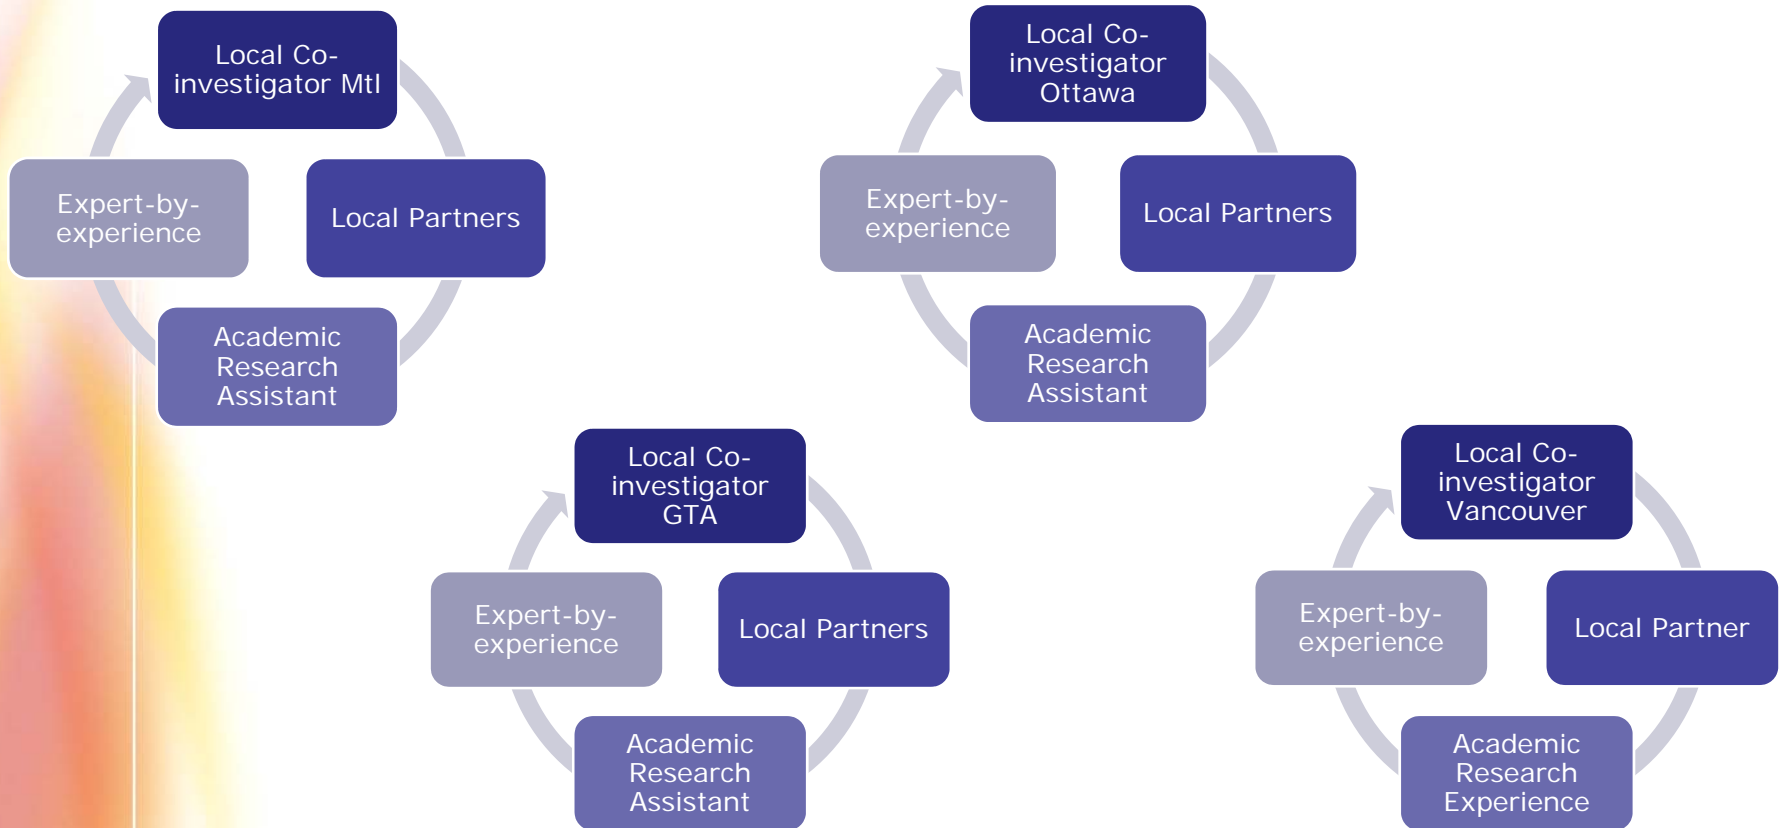 Local Co-
investigator Mtl
Local Partners
Academic
Research
Assistant
Expert-by-
experience
Local Co-
investigator
Ottawa
Local Partners
Academic
Research
Assistant
Expert-by-
experience
Local Co-
investigator
GTA
Local Partners
Academic
Research
Assistant
Expert-by-
experience
Local Co-
investigator
Vancouver
Local Partner
Academic
Research
Experience
Expert-by-
experience